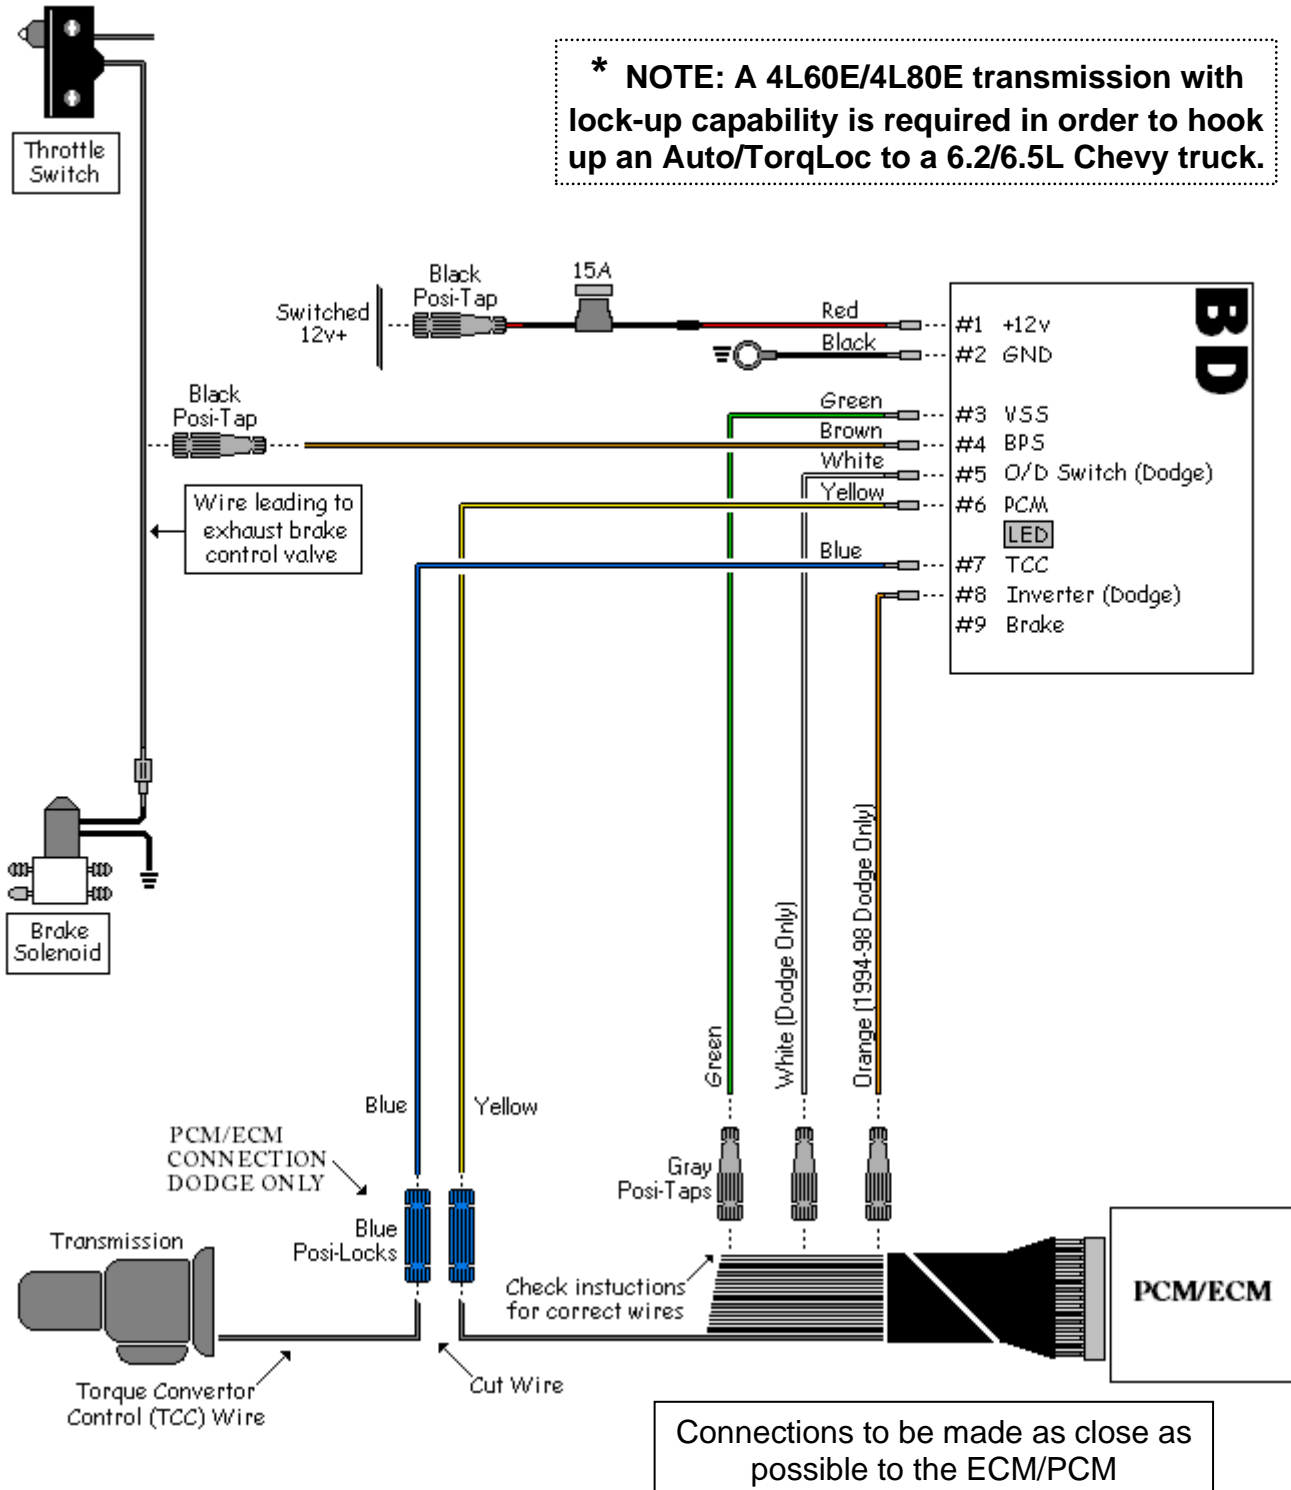 * NOTE: A 4L60E/4L80E transmission with
lock-up capability is required in order to hook
up an Auto/TorqLoc to a 6.2/6.5L Chevy truck.
Throttle
Switch
Switched
12v+
Black
Posi-Tap
15A
Red
Black
BD
#1 +12v
#2 GND
Green
#3 VSS
Black
Posi-Tap
Brown
#4 BPS
White
#5 O/D Switch (Dodge)
Yellow
#6 PCM
LED
Blue
#7 TCC
#8 Inverter (Dodge)
#9 Brake
Wire leading to
exhaust brake
control valve
Brake
Solenoid
Green
White (Dodge Only)
Orange (1994-98 Dodge Only)
Blue
Yellow
PCM/ECM
CONNECTION
DODGE ONLY
Blue
Posi-Locks
Gray
Posi-Taps
Transmission
Check instuctions
for correct wires
PCM/ECM
Torque Convertor
Control (TCC) Wire
Cut Wire
Connections to be made as close as
possible to the ECM/PCM